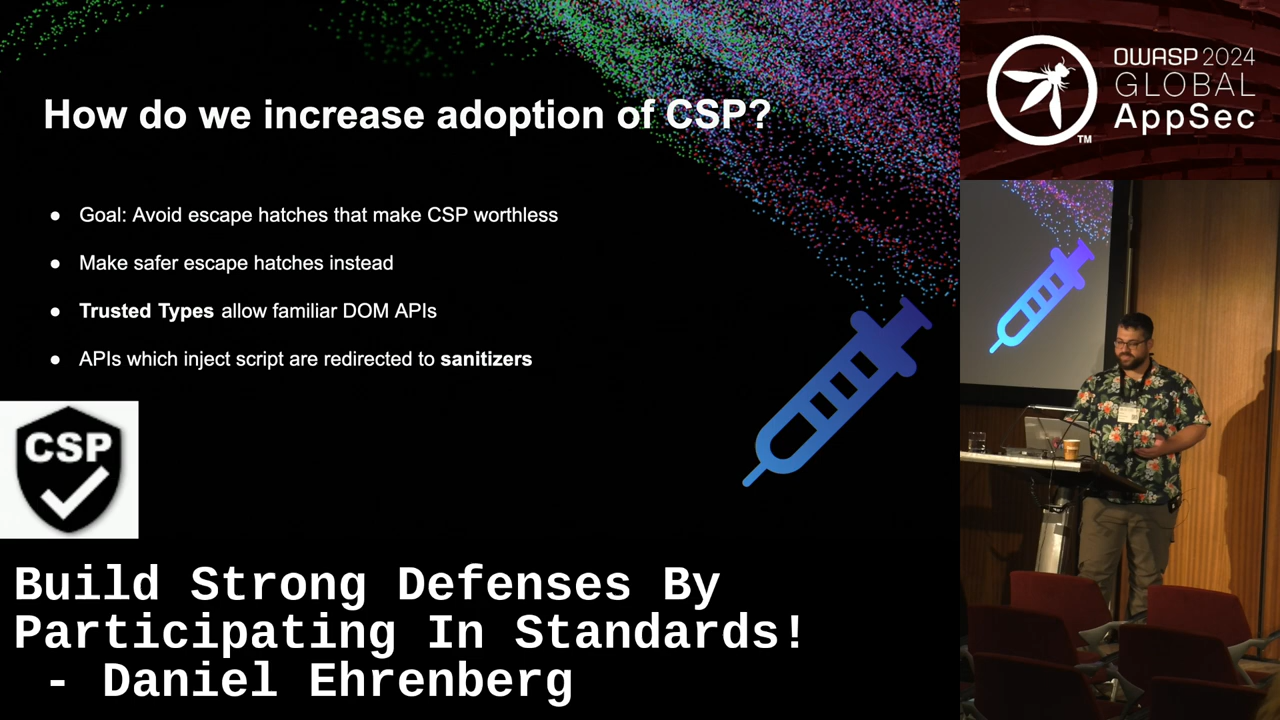 How do we increase adoption of CSP?
● Goal: Avoid escape hatches that make CSP worthless
● Make safer escape hatches instead
● Trusted Types allow familiar DOM APIs
● APIs which inject script are redirected to sanitizers
CSP
Build Strong Defenses By
Participating In Standards!
- Daniel Ehrenberg
OWASP 2024
GLOBAL
AppSec
TM